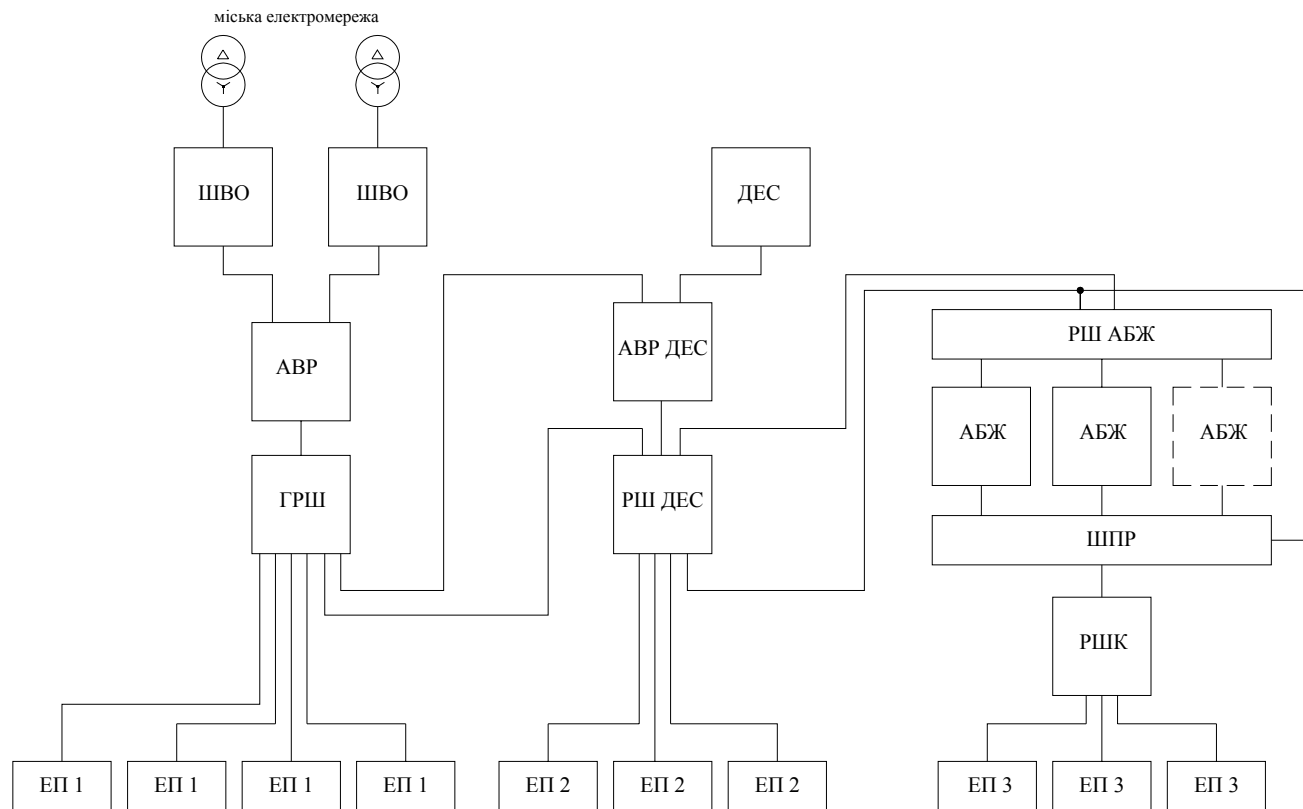 міська електромережа
ШВО
ШВО
ДЕС
АВР
АВР ДЕС
РШ АБЖ
АБЖ
АБЖ
АБЖ
ГРШ
РШ ДЕС
ШПР
РШК
ЕП 1
ЕП 1
ЕП 1
ЕП 1
ЕП 2
ЕП 2
ЕП 2
ЕП 3
ЕП 3
ЕП 3